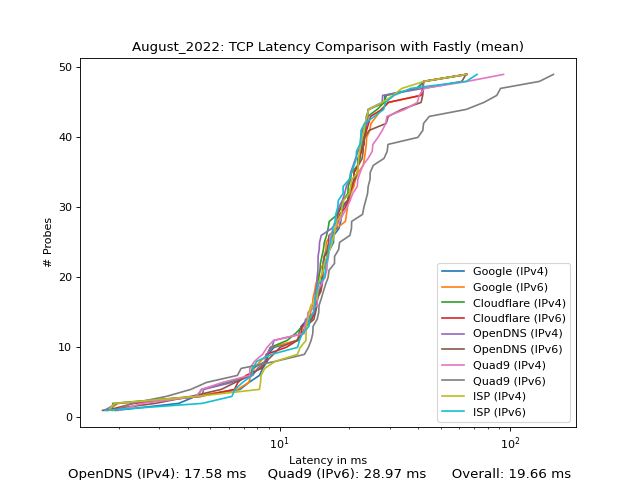 August_2022: TCP Latency Comparison with Fastly (mean)
50
40
30
20
10
0
# Probes
Google (IPv4)
Google (IPv6)
Cloudflare (IPv4)
Cloudflare (IPv6)
OpenDNS (IPv4)
OpenDNS (IPv6)
Quad9 (IPv4)
Quad9 (IPv6)
ISP (IPv4)
ISP (IPv6)
10¹ 10²
Latency in ms
OpenDNS (IPv4): 17.58 ms Quad9 (IPv6): 28.97 ms Overall: 19.66 ms